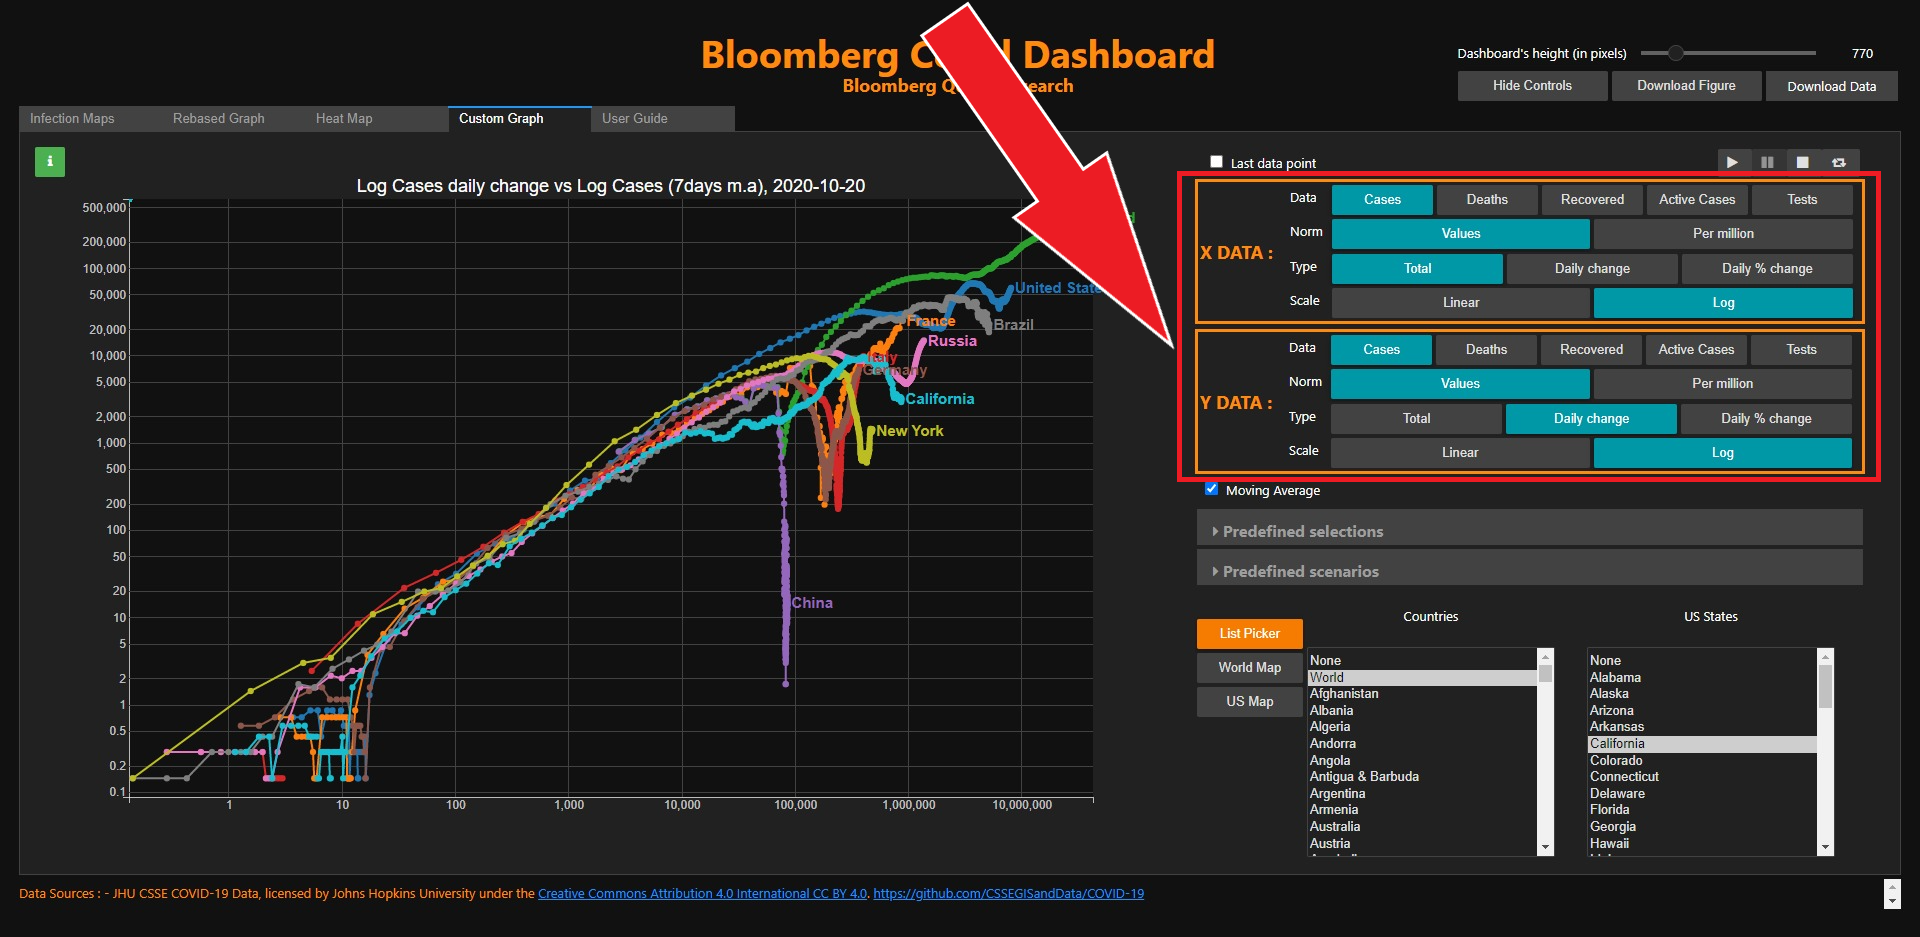 Bloomberg C Dashboard
Bloomberg Q search
Dashboard's height (in pixels) 770
Hide Controls Download Figure Download Data
Infection Maps Rebased Graph Heat Map Custom Graph User Guide
i
Last data point
Log Cases daily change vs Log Cases (7days m.a), 2020-10-20
500,000
200,000
100,000
50,000
20,000
10,000
5,000
2,000
1,000
500
200
100
50
20
10
5
2
1
0.5
0.2
0.1
1 10 100 1,000 10,000 100,000 1,000,000 10,000,000
United State
France
Brazil
Russia
Italy
Germany
California
New York
China
X DATA :
Data Cases Deaths Recovered Active Cases Tests
Norm Values Per million
Type Total Daily change Daily % change
Scale Linear Log
Y DATA :
Data Cases Deaths Recovered Active Cases Tests
Norm Values Per million
Type Total Daily change Daily % change
Scale Linear Log
Moving Average
Predefined selections
Predefined scenarios
List Picker
World Map
US Map
Countries
None
World
Afghanistan
Albania
Algeria
Andorra
Angola
Antigua & Barbuda
Argentina
Armenia
Australia
Austria
US States
None
Alabama
Alaska
Arizona
Arkansas
California
Colorado
Connecticut
Delaware
Florida
Georgia
Hawaii
Data Sources : - JHU CSSE COVID-19 Data, licensed by Johns Hopkins University under the Creative Commons Attribution 4.0 International CC BY 4.0. https://github.com/CSSEGISandData/COVID-19